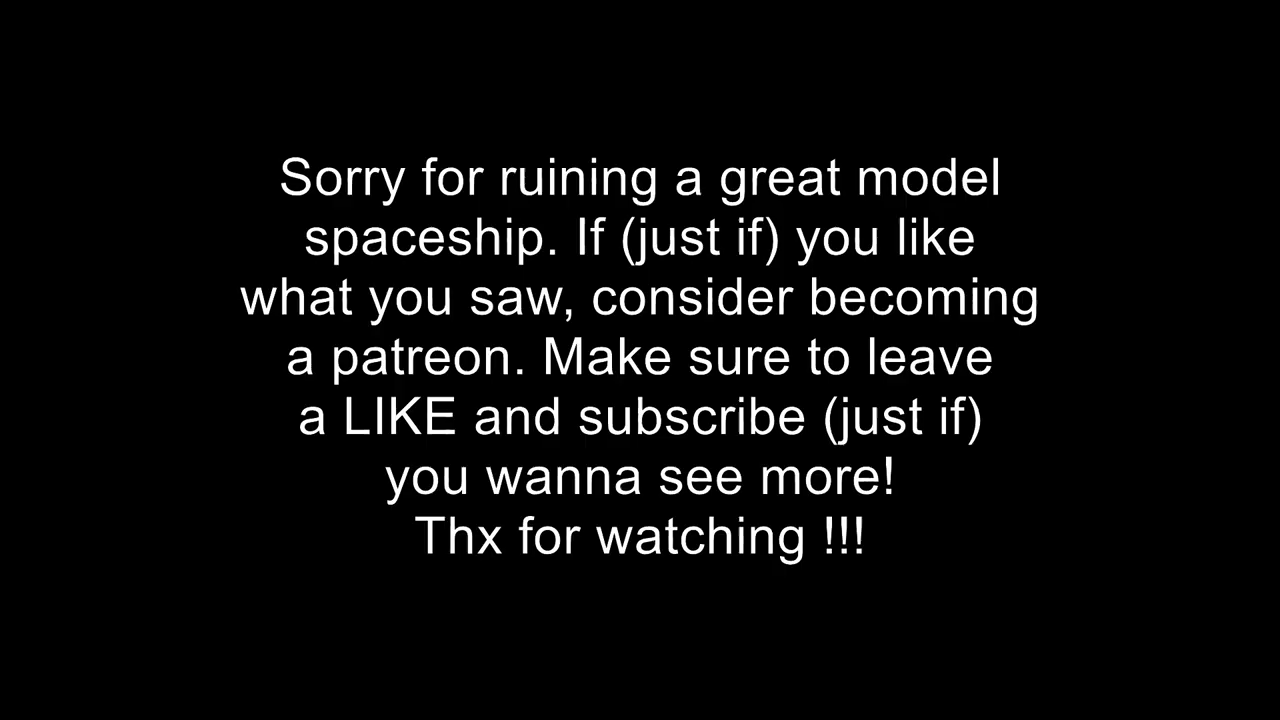 Sorry for ruining a great model
spaceship. If (just if) you like
what you saw, consider becoming
a patreon. Make sure to leave
a LIKE and subscribe (just if)
you wanna see more!
Thx for watching !!!